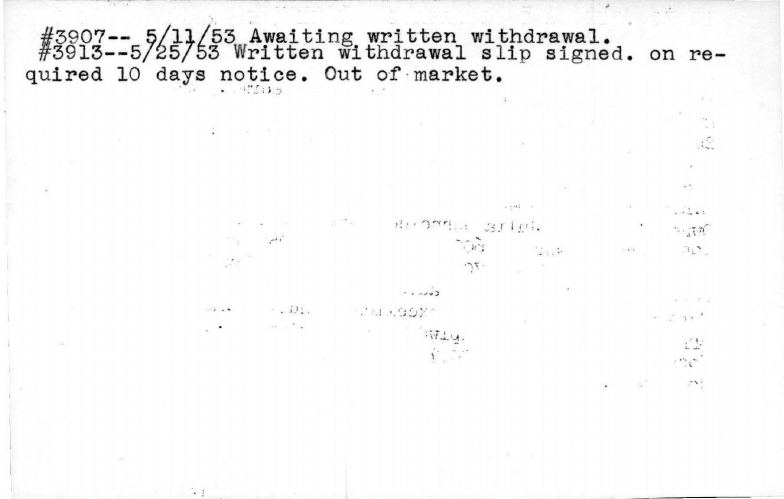 #3907-- 5/11/53 Awaiting written withdrawal.
#3913--5/25/53 Written withdrawal slip signed. on re-
quired 10 days notice. Out of market.